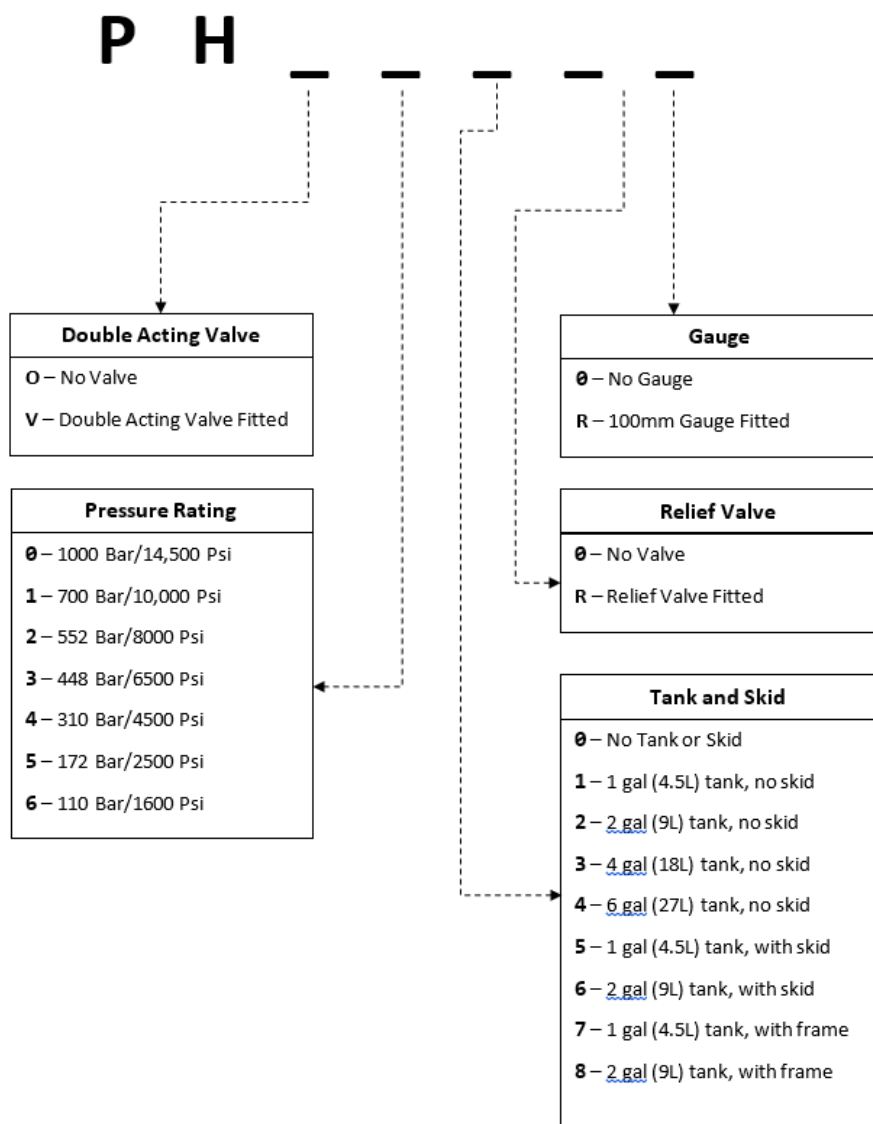 P H _ _ _ _ _
Double Acting Valve
O – No Valve
V – Double Acting Valve Fitted
Pressure Rating
0 – 1000 Bar/14,500 Psi
1 – 700 Bar/10,000 Psi
2 – 552 Bar/8000 Psi
3 – 448 Bar/6500 Psi
4 – 310 Bar/4500 Psi
5 – 172 Bar/2500 Psi
6 – 110 Bar/1600 Psi
Gauge
0 – No Gauge
R – 100mm Gauge Fitted
Relief Valve
0 – No Valve
R – Relief Valve Fitted
Tank and Skid
0 – No Tank or Skid
1 – 1 gal (4.5L) tank, no skid
2 – 2 gal (9L) tank, no skid
3 – 4 gal (18L) tank, no skid
4 – 6 gal (27L) tank, no skid
5 – 1 gal (4.5L) tank, with skid
6 – 2 gal (9L) tank, with skid
7 – 1 gal (4.5L) tank, with frame
8 – 2 gal (9L) tank, with frame